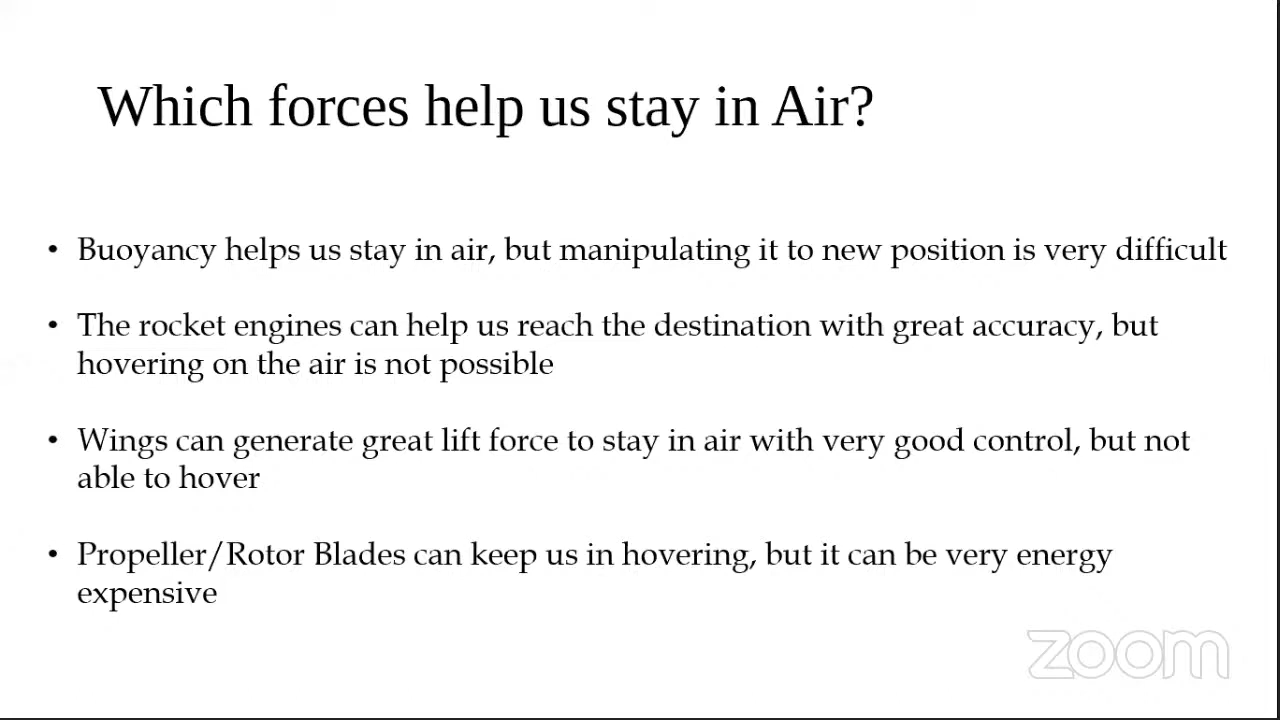 Which forces help us stay in Air?
• Buoyancy helps us stay in air, but manipulating it to new position is very difficult
• The rocket engines can help us reach the destination with great accuracy, but
hovering on the air is not possible
• Wings can generate great lift force to stay in air with very good control, but not
able to hover
• Propeller/Rotor Blades can keep us in hovering, but it can be very energy
expensive
zoom